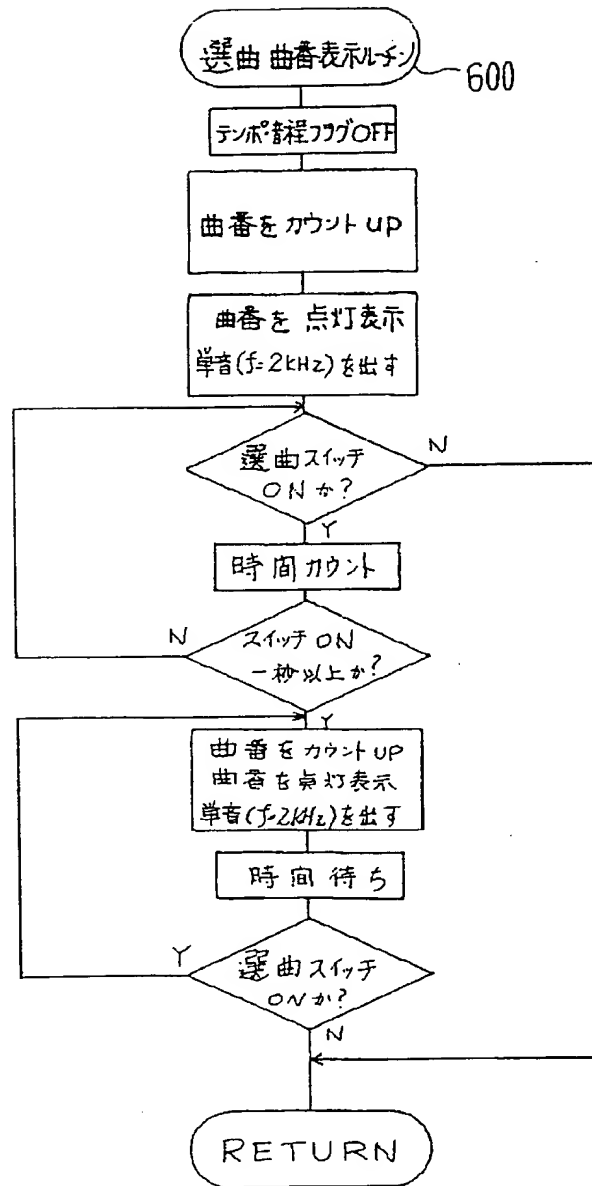 選曲 曲番表示ルーチン
600
テンポ音程フラグOFF
曲番をカウントUP
曲番を点灯表示
単音(f=2KHz)を出す
選曲スイッチ
ONか?
N
Y
時間カウント
スイッチON
一秒以上か?
N
Y
曲番をカウントUP
曲番を点灯表示
単音(f=2KHz)を出す
時間待ち
選曲スイッチ
ONか?
Y
N
RETURN